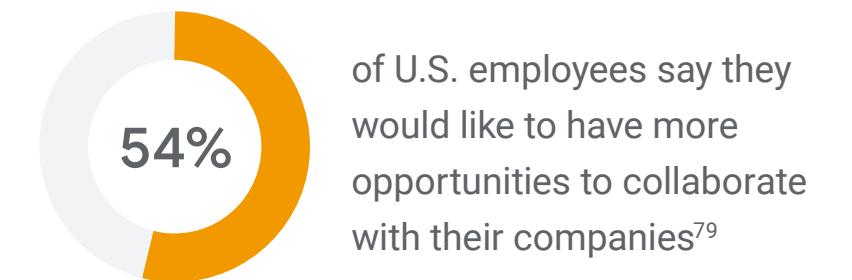 54%
of U.S. employees say they
would like to have more
opportunities to collaborate
with their companies79